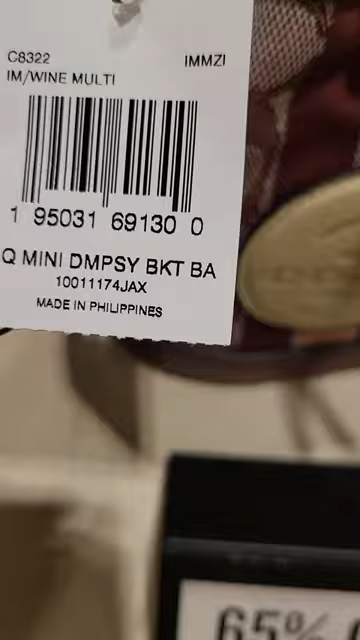 C8322 IMMZI
IM/WINE MULTI
1 95031 69130 0
Q MINI DMPSY BKT BA
10011174JAX
MADE IN PHILIPPINES
65%